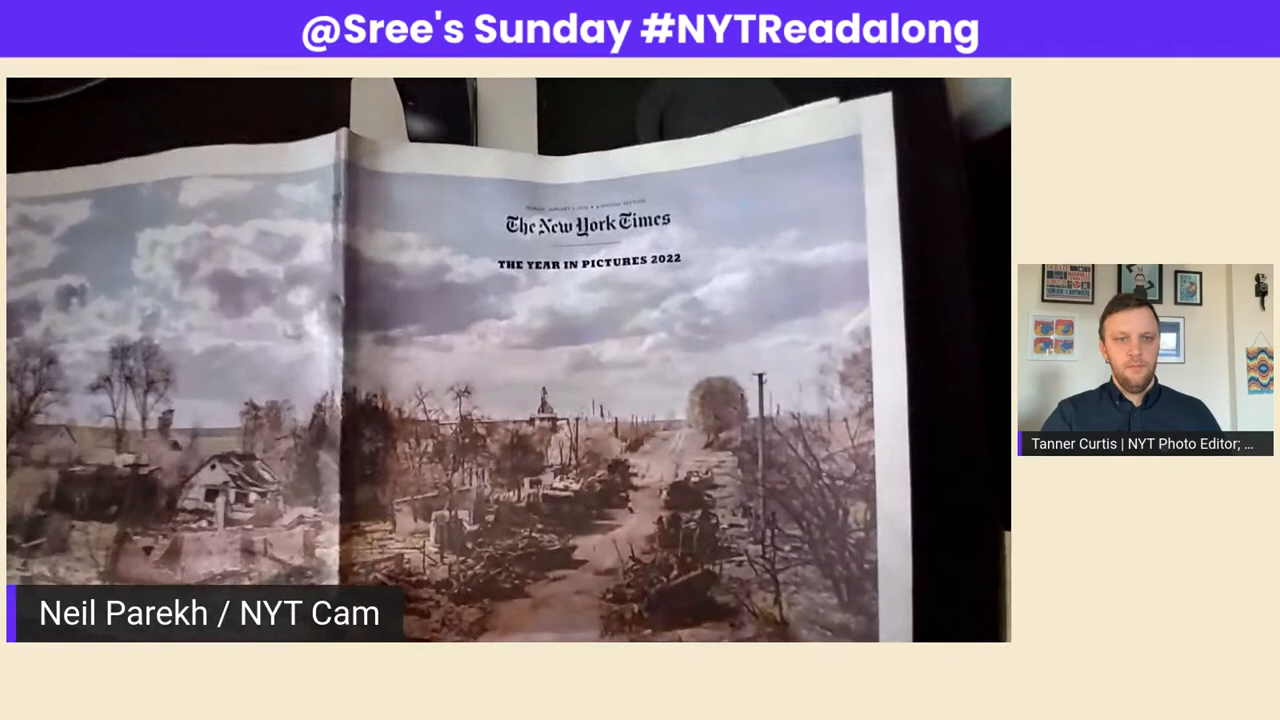 @Sree's Sunday #NYTReadalong
The New York Times
THE YEAR IN PICTURES 2022
Neil Parekh / NYT Cam
Tanner Curtis | NYT Photo Editor; ...